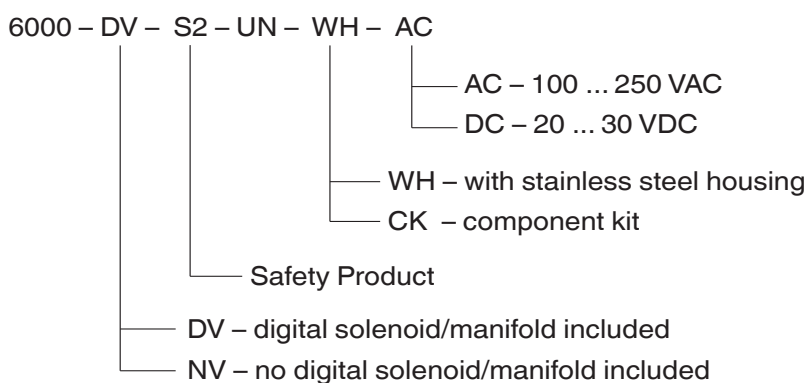 6000 – DV – S2 – UN – WH – AC
AC – 100 ... 250 VAC
DC – 20 ... 30 VDC
WH – with stainless steel housing
CK – component kit
Safety Product
DV – digital solenoid/manifold included
NV – no digital solenoid/manifold included